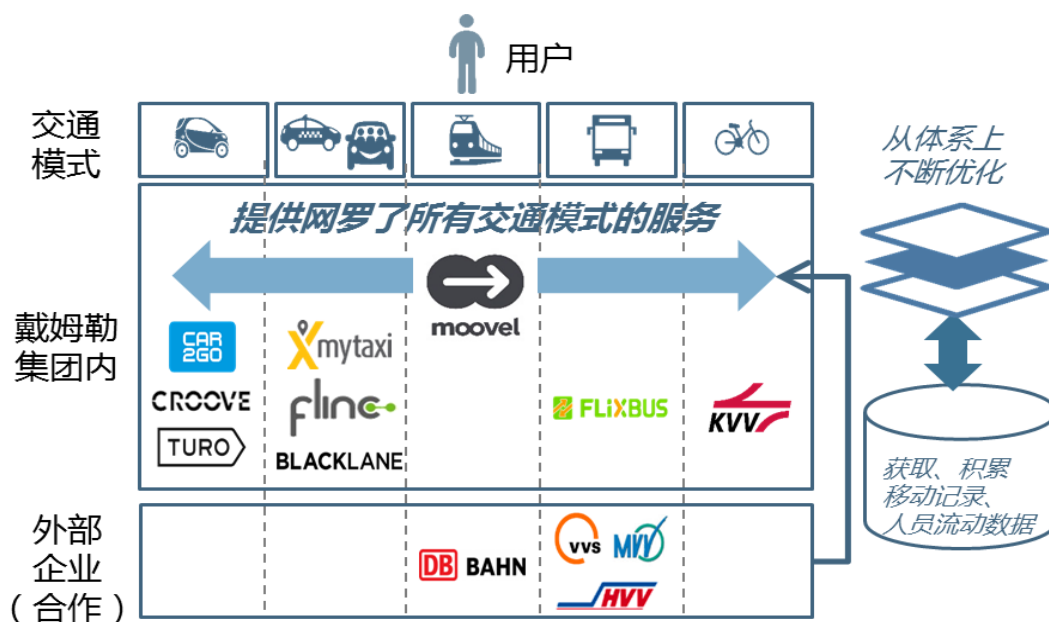 用户
交通
模式
从体系上
不断优化
提供网罗了所有交通模式的服务
moovel
戴姆勒
集团内
CAR
2GO
mytaxi
CROOVE
flinc
FLiXBUS
KVV
TURO
BLACKLANE
获取、积累
移动记录、
人员流动数据
外部
企业
（合作）
DB BAHN
vvs
MVV
HVV